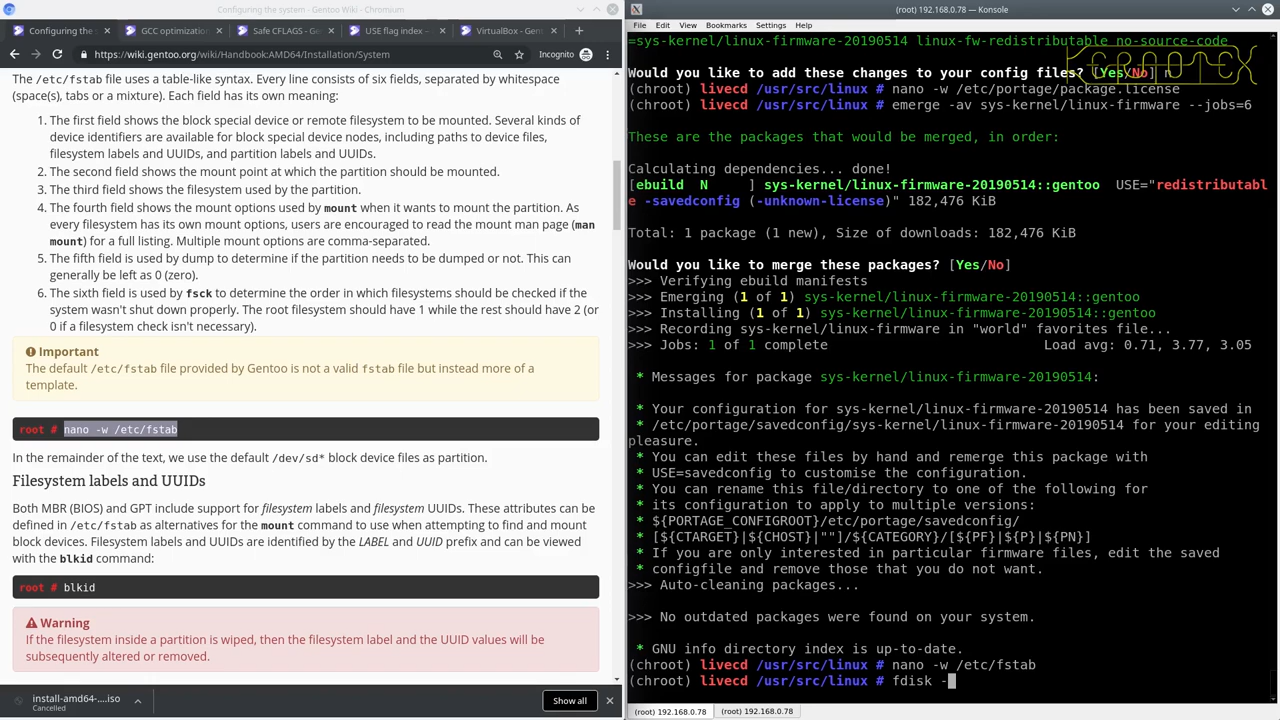 Configuring the system - Gentoo Wiki - Chromium
Configuring the
GCC optimization
Safe CFLAGS - G
USE flag index –
VirtualBox - Gent
https://wiki.gentoo.org/wiki/Handbook:AMD64/Installation/System
Incognito
The /etc/fstab file uses a table-like syntax. Every line consists of six fields, separated by whitespace
(space(s), tabs or a mixture). Each field has its own meaning:
1. The first field shows the block special device or remote filesystem to be mounted. Several kinds of
device identifiers are available for block special device nodes, including paths to device files,
filesystem labels and UUIDs, and partition labels and UUIDs.
2. The second field shows the mount point at which the partition should be mounted.
3. The third field shows the filesystem used by the partition.
4. The fourth field shows the mount options used by mount when it wants to mount the partition. As
every filesystem has its own mount options, users are encouraged to read the mount man page (man
mount) for a full listing. Multiple mount options are comma-separated.
5. The fifth field is used by dump to determine if the partition needs to be dumped or not. This can
generally be left as 0 (zero).
6. The sixth field is used by fsck to determine the order in which filesystems should be checked if the
system wasn't shut down properly. The root filesystem should have 1 while the rest should have 2 (or
0 if a filesystem check isn't necessary).
Important
The default /etc/fstab file provided by Gentoo is not a valid fstab file but instead more of a
template.
root # nano -w /etc/fstab
In the remainder of the text, we use the default /dev/sd* block device files as partition.
Filesystem labels and UUIDs
Both MBR (BIOS) and GPT include support for filesystem labels and filesystem UUIDs. These attributes can be
defined in /etc/fstab as alternatives for the mount command to use when attempting to find and mount
block devices. Filesystem labels and UUIDs are identified by the LABEL and UUID prefix and can be viewed
with the blkid command:
root # blkid
Warning
If the filesystem inside a partition is wiped, then the filesystem label and the UUID values will be
subsequently altered or removed.
install-amd64-....iso
Cancelled
Show all
(root) 192.168.0.78 — Konsole
File Edit View Bookmarks Settings Help
=sys-kernel/linux-firmware-20190514 linux-fw-redistributable no-source-code
KERNOTEX
Would you like to add these changes to your config files? [Yes/No] n
(chroot) livecd /usr/src/linux # nano -w /etc/portage/package.license
(chroot) livecd /usr/src/linux # emerge -av sys-kernel/linux-firmware --jobs=6
These are the packages that would be merged, in order:
Calculating dependencies... done!
[ebuild  N     ] sys-kernel/linux-firmware-20190514::gentoo  USE="redistributabl
e -savedconfig (-unknown-license)" 182,476 KiB
Total: 1 package (1 new), Size of downloads: 182,476 KiB
Would you like to merge these packages? [Yes/No]
>>> Verifying ebuild manifests
>>> Emerging (1 of 1) sys-kernel/linux-firmware-20190514::gentoo
>>> Installing (1 of 1) sys-kernel/linux-firmware-20190514::gentoo
>>> Recording sys-kernel/linux-firmware in "world" favorites file...
>>> Jobs: 1 of 1 complete                           Load avg: 0.71, 3.77, 3.05
* Messages for package sys-kernel/linux-firmware-20190514:
* Your configuration for sys-kernel/linux-firmware-20190514 has been saved in
* /etc/portage/savedconfig/sys-kernel/linux-firmware-20190514 for your editing
pleasure.
* You can edit these files by hand and remerge this package with
* USE=savedconfig to customise the configuration.
* You can rename this file/directory to one of the following for
* its configuration to apply to multiple versions:
* ${PORTAGE_CONFIGROOT}/etc/portage/savedconfig/
* [${CTARGET}|${CHOST}|""]/${CATEGORY}/[${PF}|${P}|${PN}]
* If you are only interested in particular firmware files, edit the saved
* configfile and remove those that you do not want.
>>> Auto-cleaning packages...
>>> No outdated packages were found on your system.
* GNU info directory index is up-to-date.
(chroot) livecd /usr/src/linux # nano -w /etc/fstab
(chroot) livecd /usr/src/linux # fdisk -
(root) 192.168.0.78
(root) 192.168.0.78